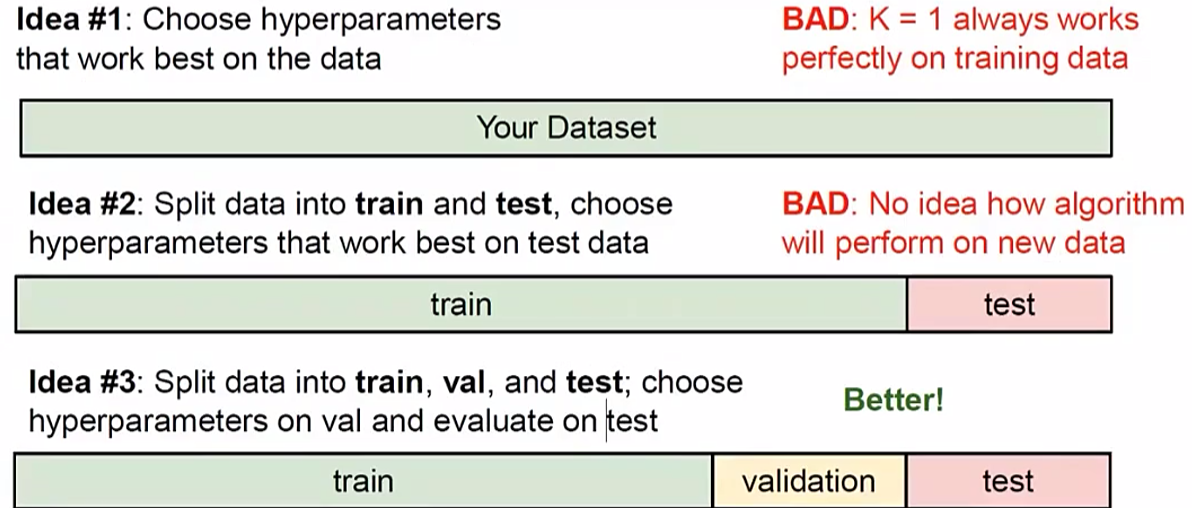 Idea #1: Choose hyperparameters
that work best on the data
BAD: K = 1 always works
perfectly on training data
Your Dataset
Idea #2: Split data into train and test, choose
hyperparameters that work best on test data
BAD: No idea how algorithm
will perform on new data
train
test
Idea #3: Split data into train, val, and test; choose
hyperparameters on val and evaluate on test
Better!
train
validation
test